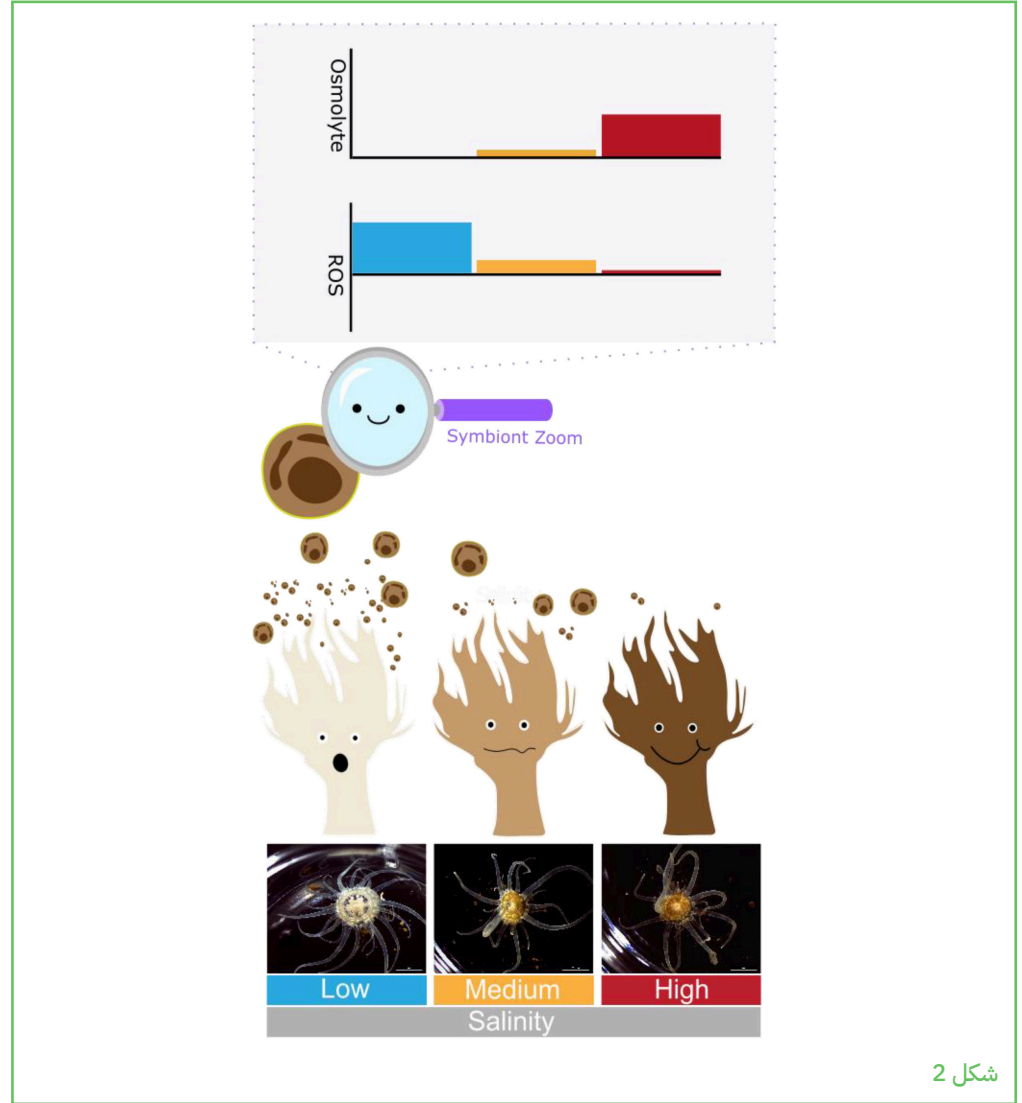 Osmolyte
ROS
Symbiont Zoom
Low
Medium
High
Salinity
شكل 2